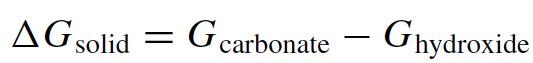 ΔG_solid = G_carbonate − G_hydroxide